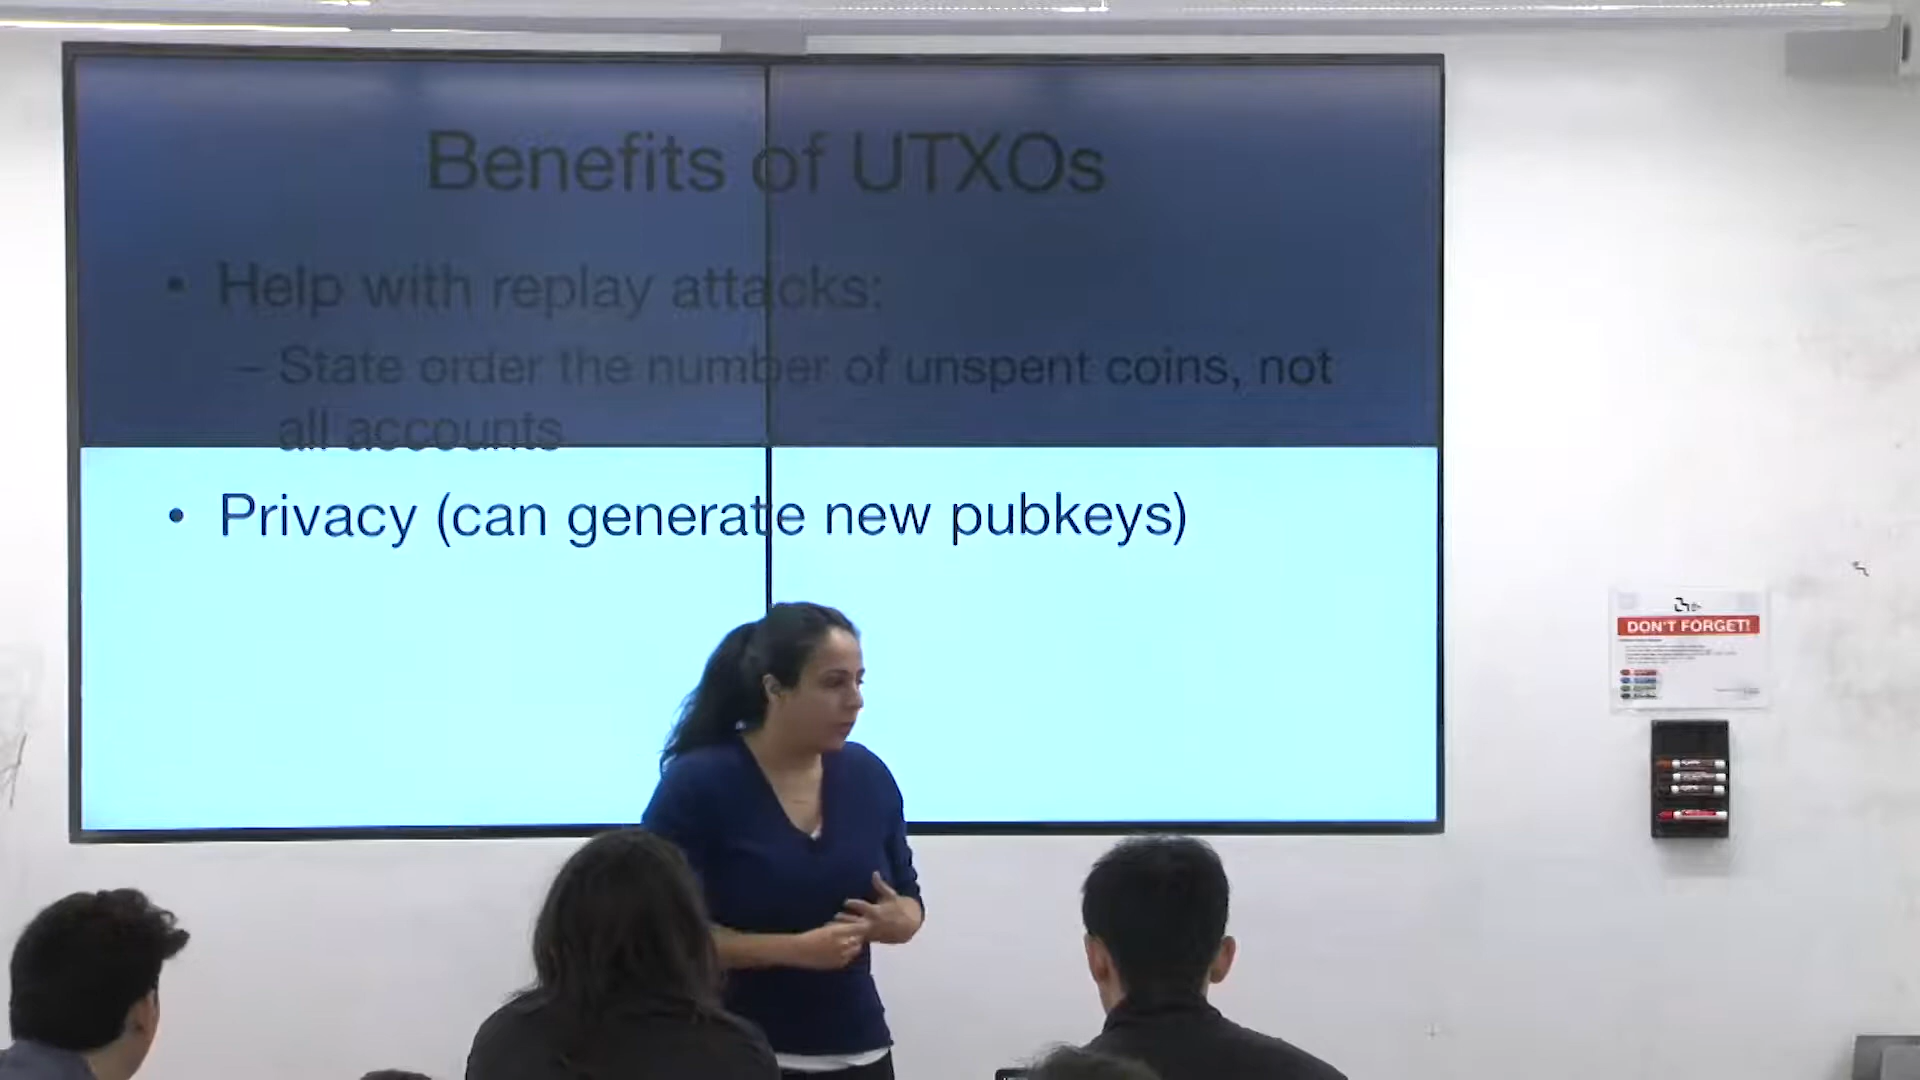 Benefits of UTXOs
• Help with replay attacks:
– State order the number of unspent coins, not
all accounts
• Privacy (can generate new pubkeys)
DON'T FORGET!